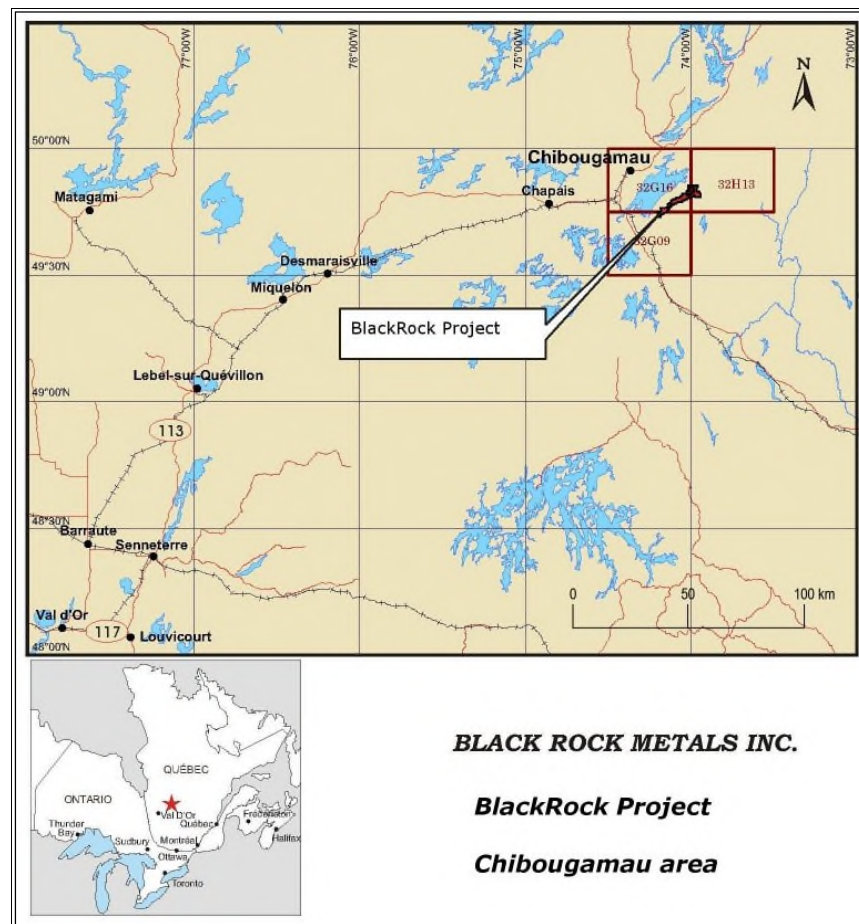 77°00'W
76°00'W
75°00'W
74°00'W
73°00'W
N
50°00'N
Chibougamau
Matagami
Chapais
32G16
32H13
32G09
49°30'N
Desmaraisville
Miquelon
BlackRock Project
Lebel-sur-Quévillon
49°00'N
113
48°30'N
Barraute
Senneterre
0 50 100 km
Val d'Or
117
Louvicourt
48°00'N
QUÉBEC
ONTARIO
Val D'Or
Thunder
Bay
Québec
Fredericton
Halifax
Sudbury
Montréal
Ottawa
Toronto
BLACK ROCK METALS INC.
BlackRock Project
Chibougamau area